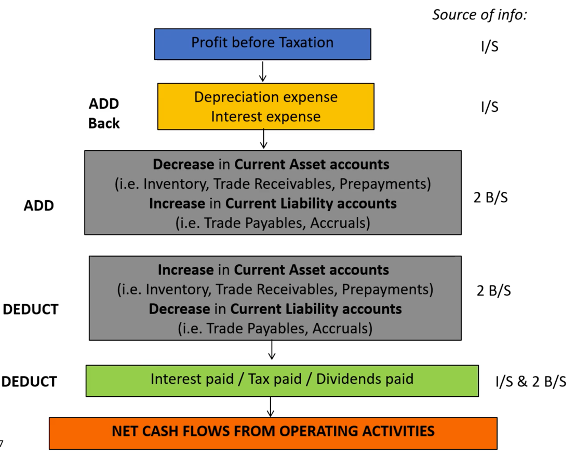 Source of info:
Profit before Taxation
I/S
ADD
Back
Depreciation expense
Interest expense
I/S
Decrease in Current Asset accounts
(i.e. Inventory, Trade Receivables, Prepayments)
Increase in Current Liability accounts
(i.e. Trade Payables, Accruals)
ADD
2 B/S
Increase in Current Asset accounts
(i.e. Inventory, Trade Receivables, Prepayments)
Decrease in Current Liability accounts
(i.e. Trade Payables, Accruals)
DEDUCT
2 B/S
DEDUCT
Interest paid / Tax paid / Dividends paid
I/S & 2 B/S
NET CASH FLOWS FROM OPERATING ACTIVITIES
7